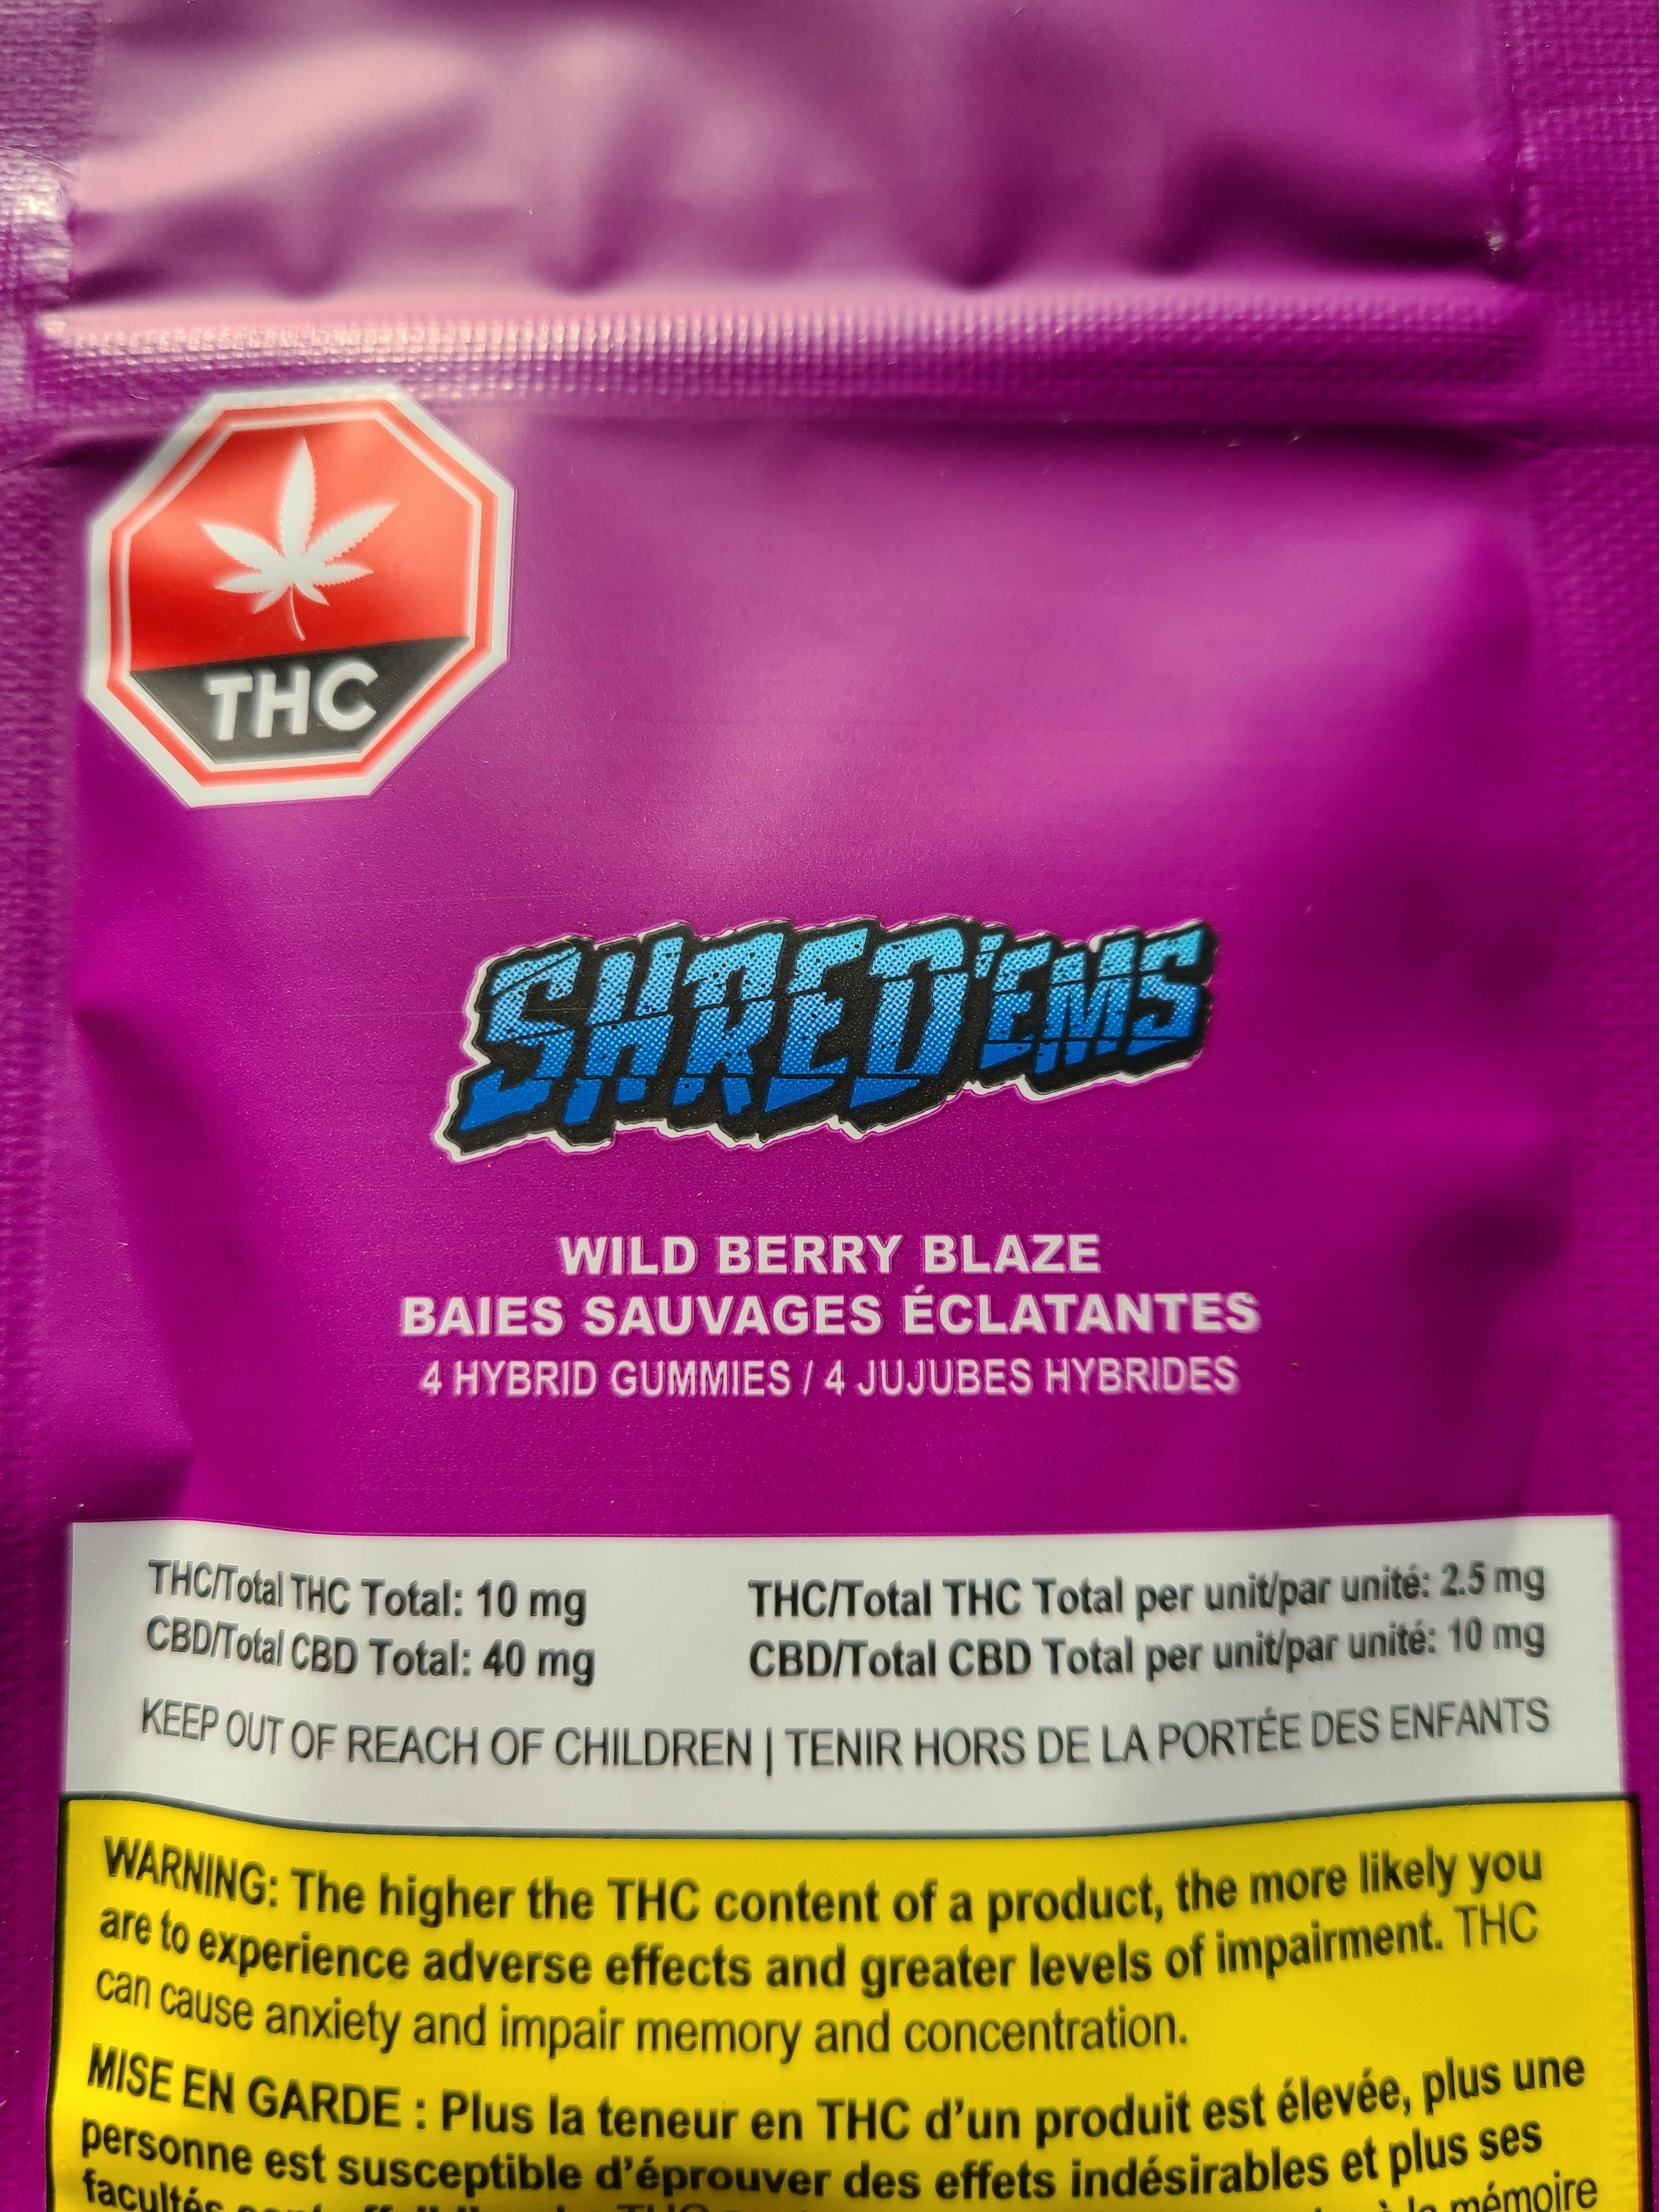 THC
SHRED'EMS
WILD BERRY BLAZE
BAIES SAUVAGES ÉCLATANTES
4 HYBRID GUMMIES / 4 JUJUBES HYBRIDES
THC/Total THC Total: 10 mg
CBD/Total CBD Total: 40 mg
THC/Total THC Total per unit/par unité: 2.5 mg
CBD/Total CBD Total per unit/par unité: 10 mg
KEEP OUT OF REACH OF CHILDREN | TENIR HORS DE LA PORTÉE DES ENFANTS
WARNING: The higher the THC content of a product, the more likely you
are to experience adverse effects and greater levels of impairment. THC
can cause anxiety and impair memory and concentration.
MISE EN GARDE : Plus la teneur en THC d'un produit est élevée, plus une
personne est susceptible d'éprouver des effets indésirables et plus ses
facultés mémoire